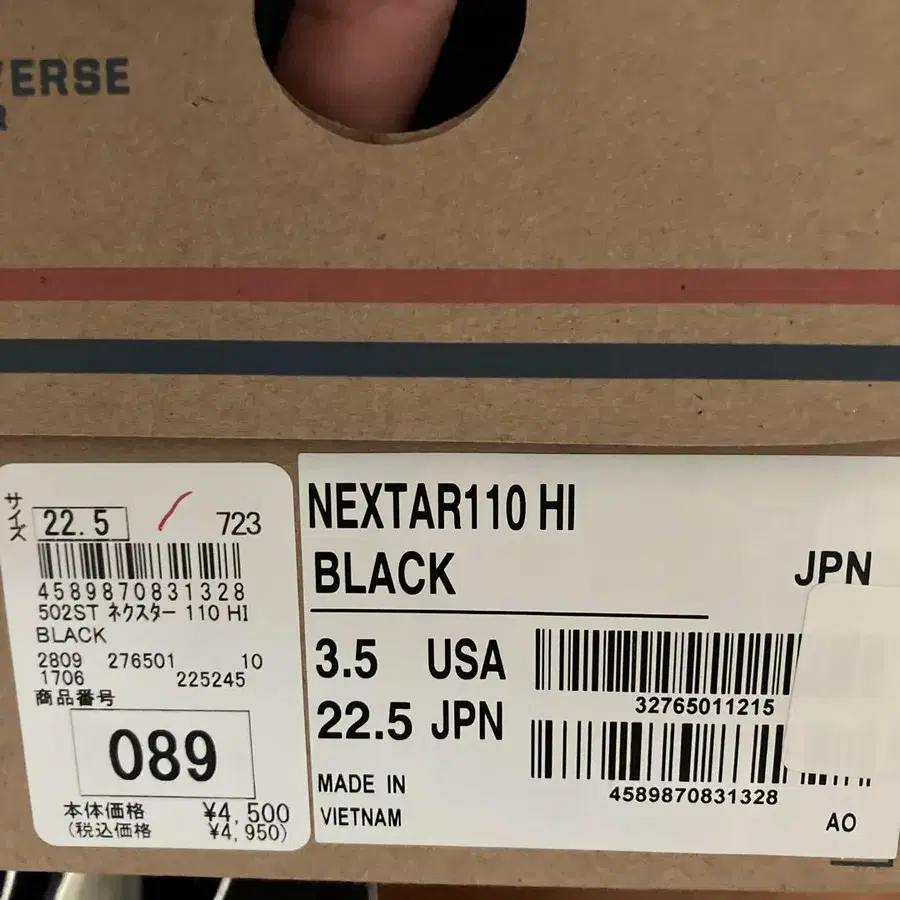 ERSE
R
サイズ
22.5
723
4589870831328
502ST ネクスター 110 HI
BLACK
2809 276501 10
1706 225245
商品番号
089
本体価格 ¥4,500
(税込価格 ¥4,950)
NEXTAR110 HI
BLACK JPN
3.5 USA
32765011215
22.5 JPN
4589870831328
MADE IN
VIETNAM
AO